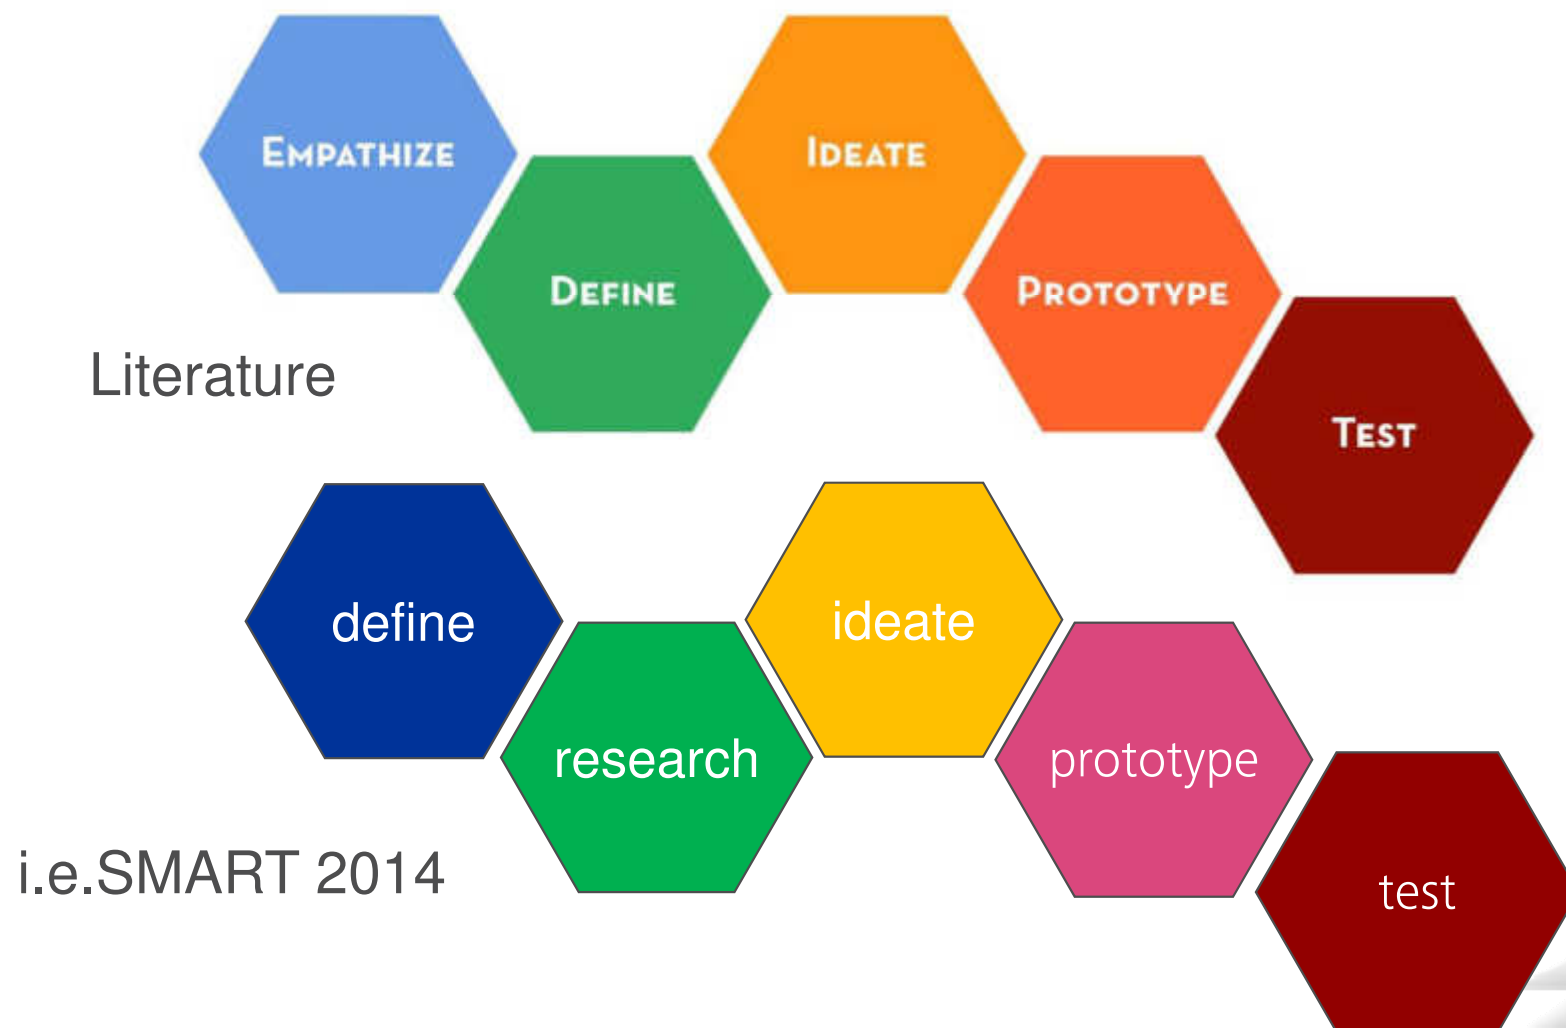 EMPATHIZE
DEFINE
IDEATE
PROTOTYPE
TEST
Literature
define
research
ideate
prototype
test
i.e.SMART 2014